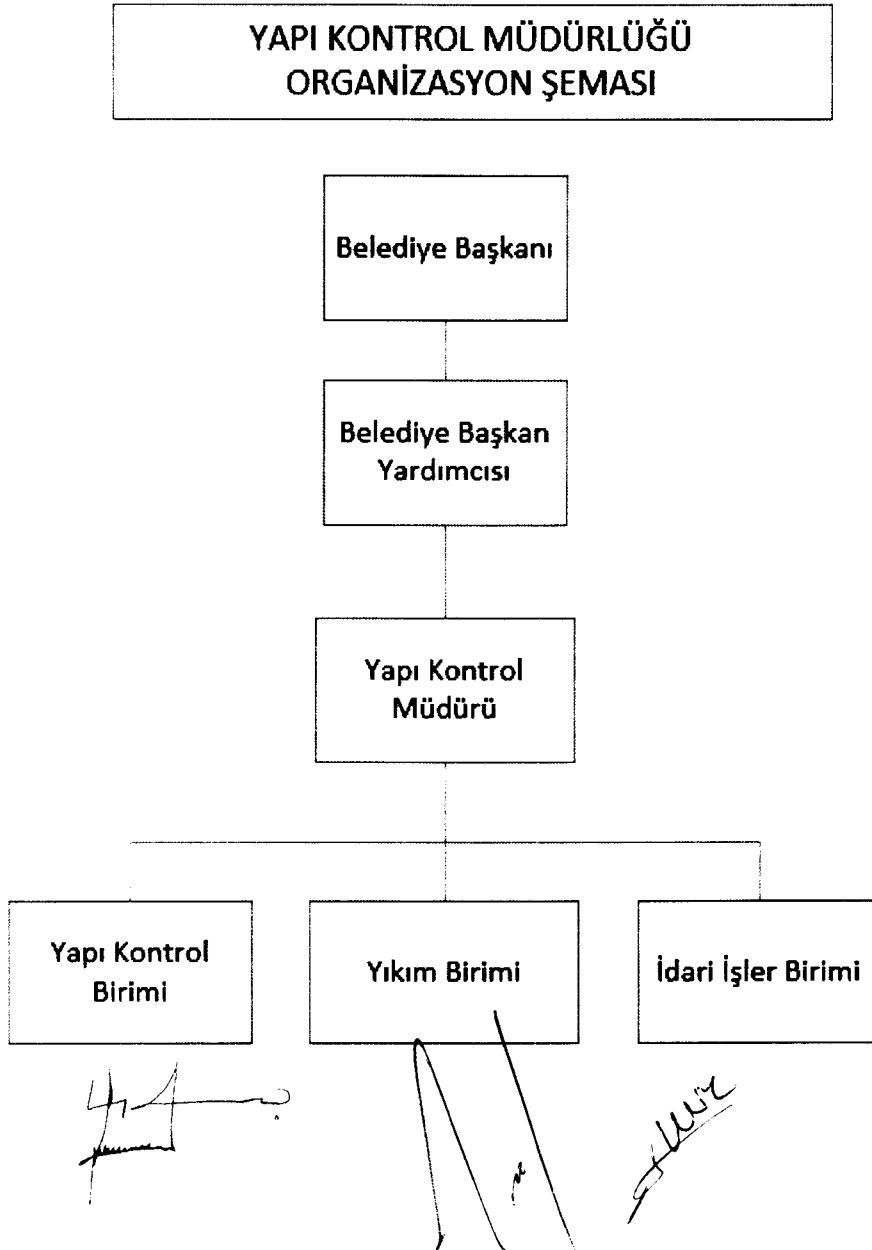 YAPI KONTROL MÜDÜRLÜĞÜ
ORGANİZASYON ŞEMASI
Belediye Başkanı
Belediye Başkan
Yardımcısı
Yapı Kontrol
Müdürü
Yapı Kontrol
Birimi
Yıkım Birimi
İdari İşler Birimi